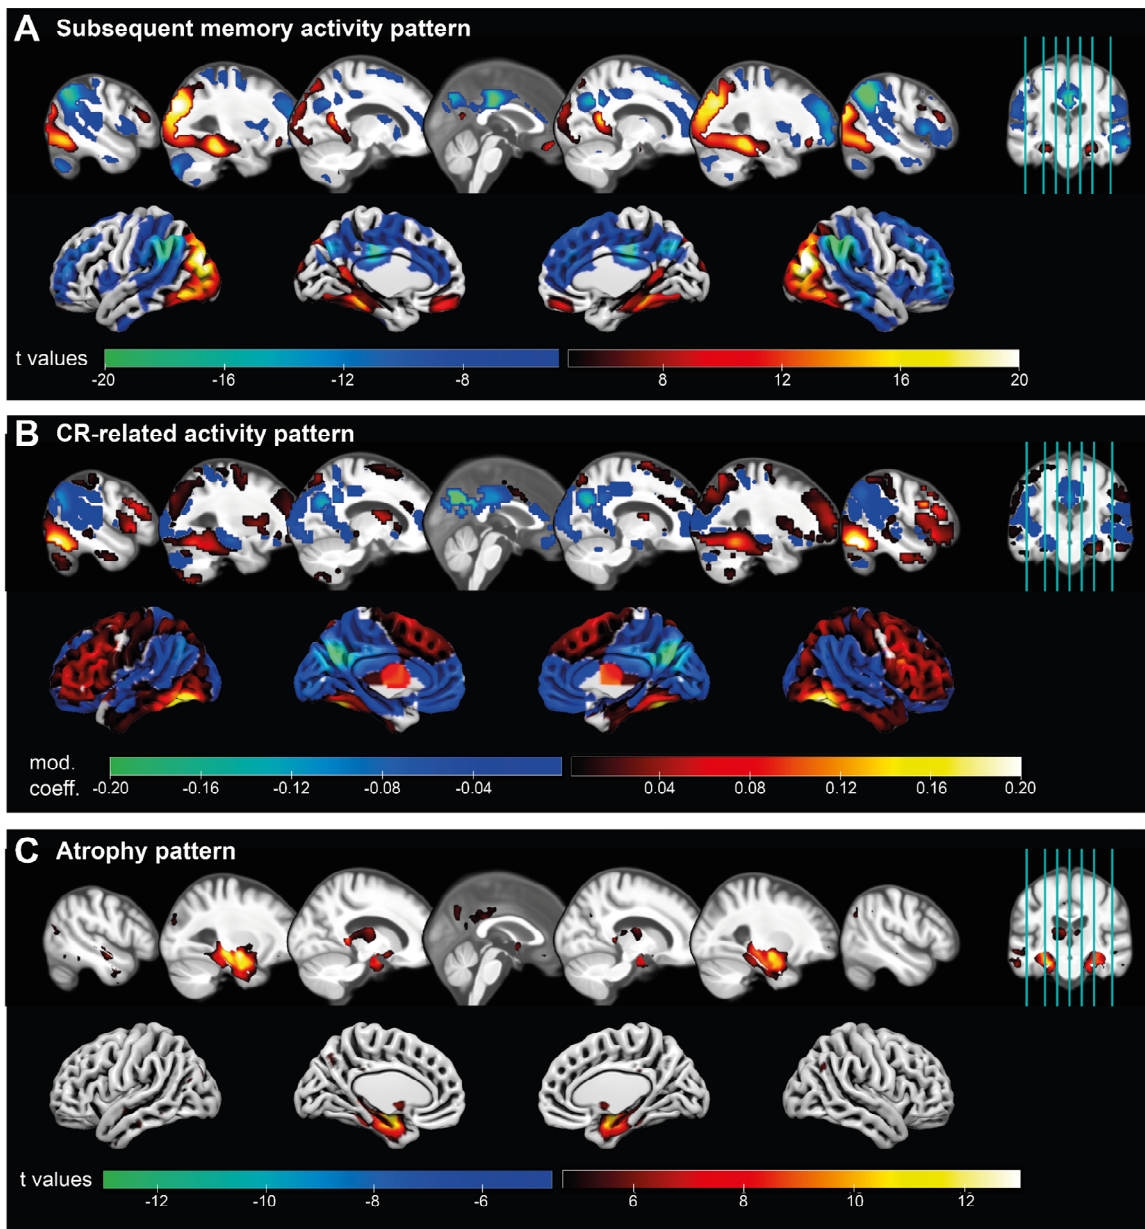 A Subsequent memory activity pattern
t values
-20 -16 -12 -8 8 12 16 20
B CR-related activity pattern
mod.
coeff. -0.20 -0.16 -0.12 -0.08 -0.04 0.04 0.08 0.12 0.16 0.20
C Atrophy pattern
t values
-12 -10 -8 -6 6 8 10 12